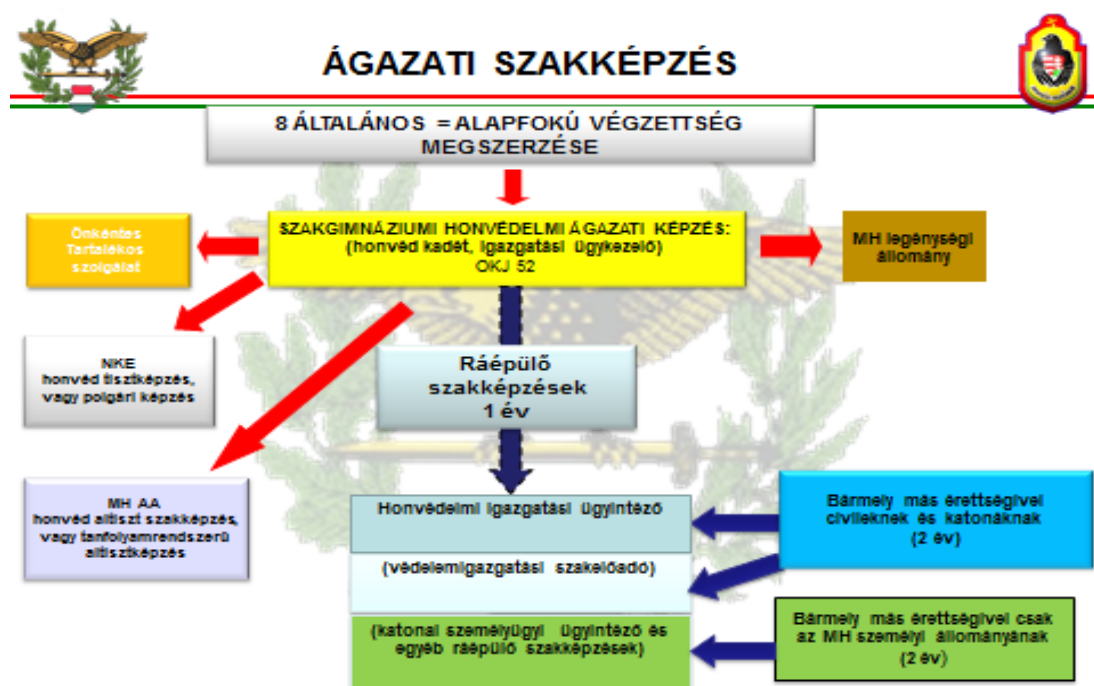 ÁGAZATI SZAKKÉPZÉS
8 ÁLTALÁNOS = ALAPFOKÚ VÉGZETTSÉG
MEGSZERZÉSE
Önkéntes
Tartalékos
szolgálat
SZAKGIMNÁZIUMI HONVÉDELMI ÁGAZATI KÉPZÉS:
(honvéd kadét, igazgatási ügykezelő)
OKJ 52
MH legénységi
állomány
NKE
honvéd tisztképzés,
vagy polgári képzés
Ráépülő
szakképzések
1 év
MH AA
honvéd altiszt szakképzés,
vagy tanfolyamrendszerű
altisztképzés
Honvédelmi igazgatási ügyintéző
(védelemigazgatási szakelőadó)
(katonai személyügyi ügyintéző és
egyéb ráépülő szakképzések)
Bármely más érettségivel
civileknek és katonáknak
(2 év)
Bármely más érettségivel csak
az MH személyi állományának
(2 év)